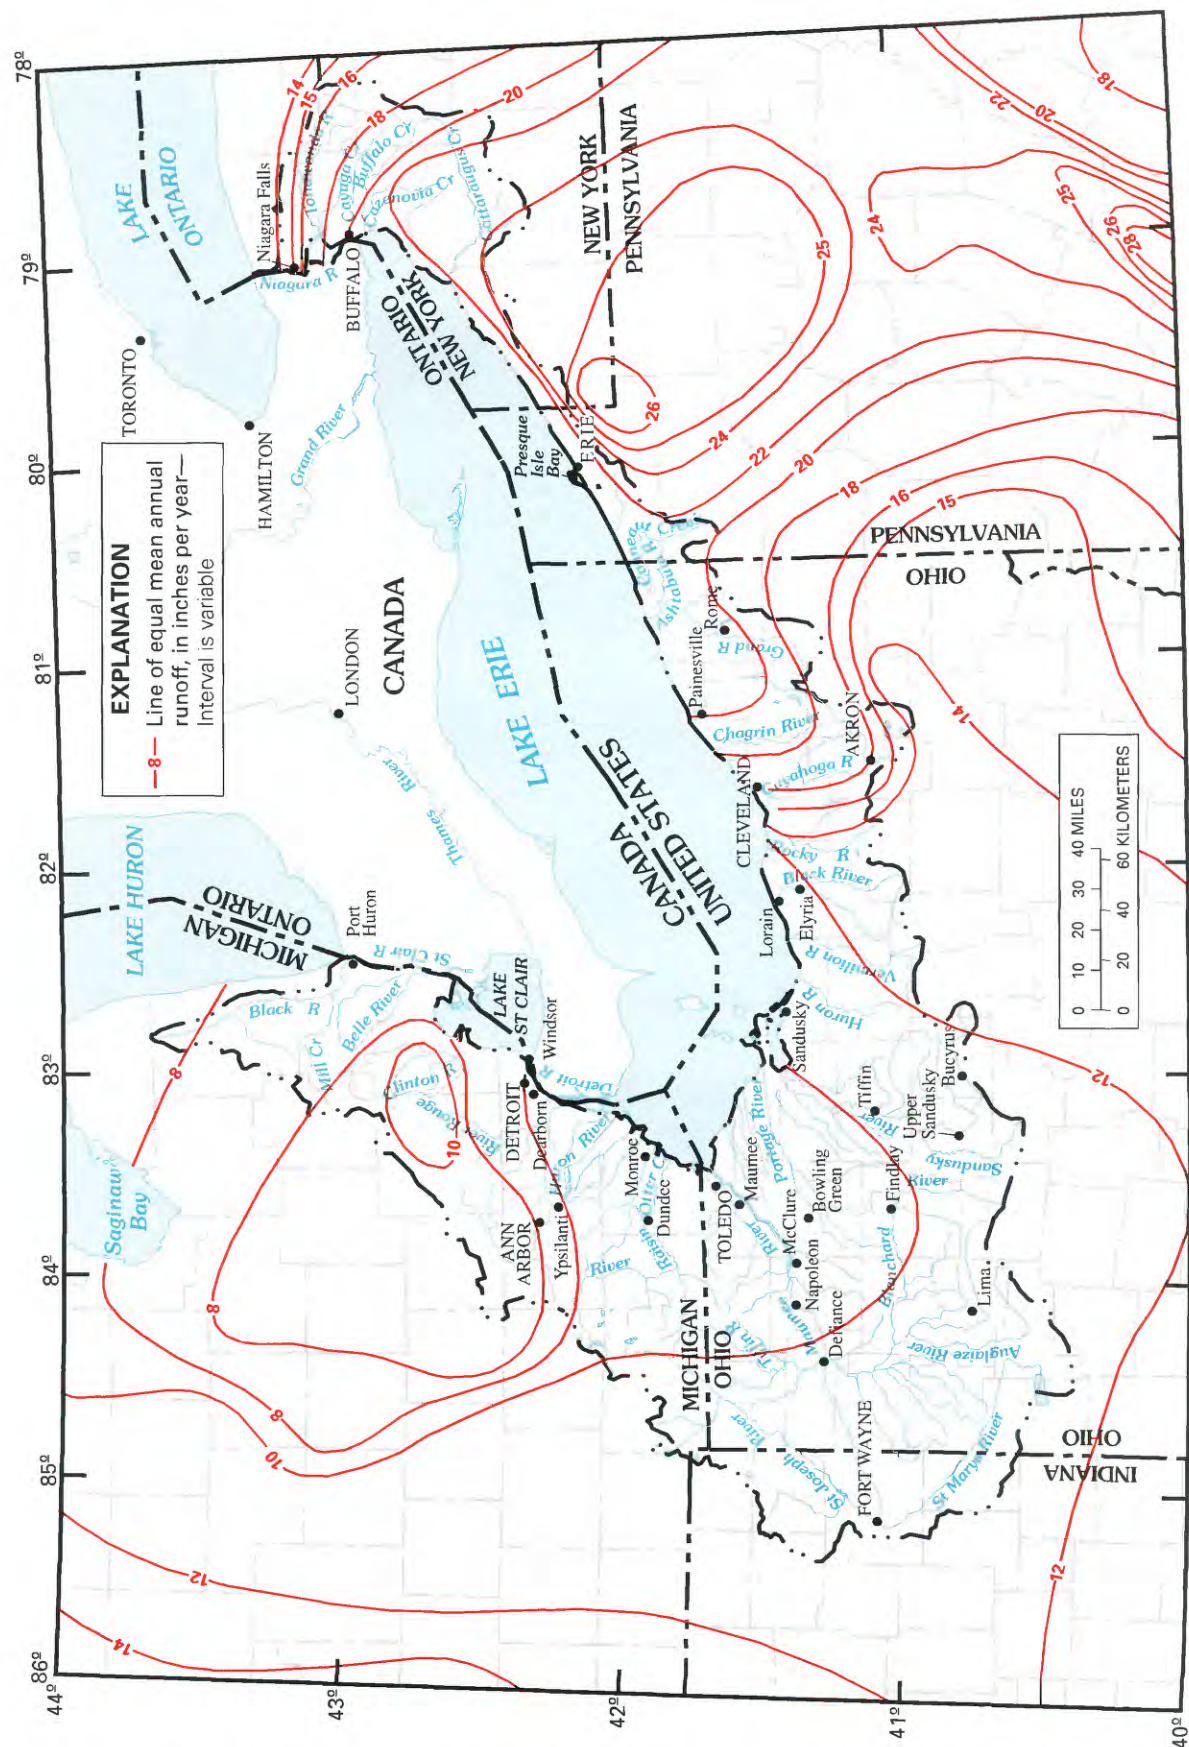 EXPLANATION
—8— Line of equal mean annual
runoff, in inches per year—
Interval is variable
44º
43º
42º
41º
40º
86º
85º
84º
83º
82º
81º
80º
79º
78º
LAKE HURON
Saginaw
Bay
MICHIGAN
ONTARIO
Port
Huron
St Clair R
Black R
Belle River
Mill Cr
Clinton R
River Rouge
LAKE
ST CLAIR
Windsor
DETROIT
Dearborn
Detroit R
ANN
ARBOR
Ypsilanti
Huron River
Monroe
Dundee
Otter C
Raisin
River
Thames
River
LONDON
CANADA
TORONTO
HAMILTON
Grand River
LAKE
ONTARIO
Niagara Falls
Niagara R
Tonawanda R
Cayuga C
Buffalo Cr
Cazenovia Cr
Cattaraugus Cr
BUFFALO
ONTARIO
NEW YORK
NEW YORK
PENNSYLVANIA
LAKE ERIE
CANADA
UNITED STATES
Presque
Isle
Bay
ERIE
Ashtabula R
Rome
Grand R
Painesville
Chagrin River
CLEVELAND
Cuyahoga R
AKRON
Rocky R
Black River
Lorain
Elyria
Vermilion R
Huron R
Sandusky
PENNSYLVANIA
OHIO
MICHIGAN
OHIO
TOLEDO
Maumee
Portage River
McClure
Bowling
Green
Napoleon
Defiance
Maumee
River
Tiffin R
Findlay
Blanchard
River
Tiffin
River
Upper
Sandusky
Sandusky
Bucyrus
Lima
Auglaize River
FORT WAYNE
St Joseph
River
St Marys River
INDIANA
OHIO
0 10 20 30 40 MILES
0 20 40 60 KILOMETERS
8
8
8
10
10
12
12
12
14
14
14
15
15
16
16
18
18
18
20
20
20
22
22
24
24
25
25
26
26
28